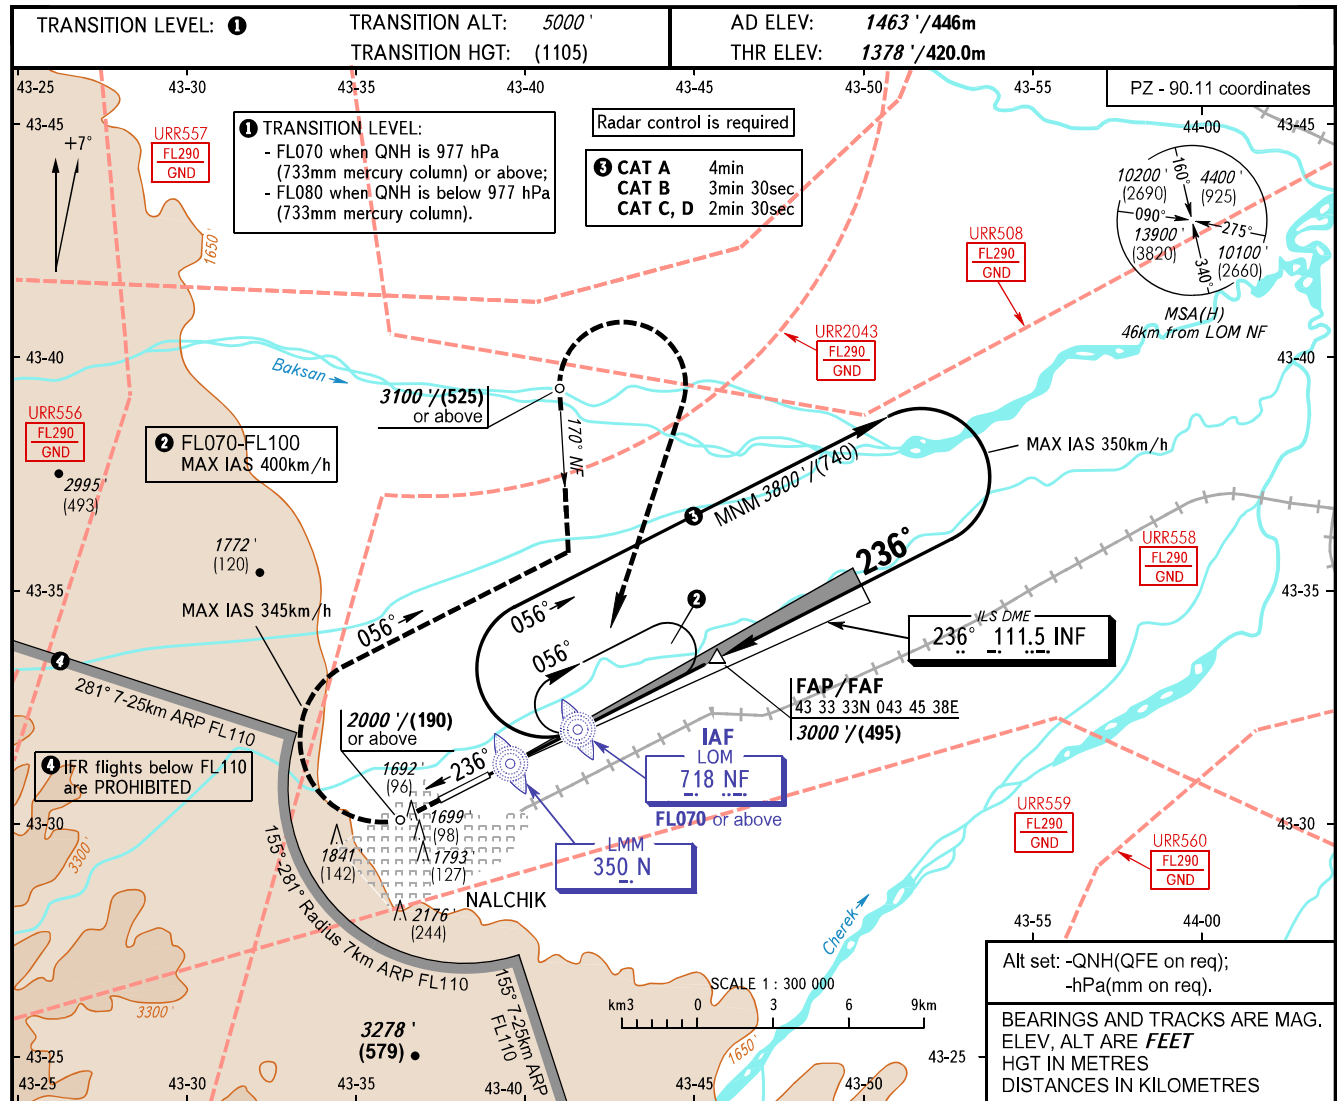 TRANSITION LEVEL: ❶
TRANSITION ALT: 5000'
TRANSITION HGT: (1105)
AD ELEV: 1463'/446m
THR ELEV: 1378'/420.0m
43-25
43-30
43-35
43-40
43-45
43-50
43-55
PZ - 90.11 coordinates
44-00
43-45
43-45
+7°
URR557
FL290
GND
❶ TRANSITION LEVEL:
- FL070 when QNH is 977 hPa
(733mm mercury column) or above;
- FL080 when QNH is below 977 hPa
(733mm mercury column).
Radar control is required
❸ CAT A 4min
CAT B 3min 30sec
CAT C, D 2min 30sec
160°
10200'
(2690)
4400'
(925)
090°
275°
13900'
(3820)
10100'
(2660)
340°
MSA(H)
46km from LOM NF
1650'
URR508
FL290
GND
URR2043
FL290
GND
43-40
43-40
Baksan
3100'/(525)
or above
170° NF
URR556
FL290
GND
❷ FL070-FL100
MAX IAS 400km/h
MAX IAS 350km/h
MNM 3800'/(740)
2995'
(493)
❸
236°
1772'
(120)
URR558
FL290
GND
43-35
43-35
MAX IAS 345km/h
056°
056°
056°
❷
ILS DME
236° 111.5 INF
❹
281° 7-25km ARP FL110
FAP/FAF
43 33 33N 043 45 38E
3000'/(495)
2000'/(190)
or above
236°
IAF
LOM
718 NF
FL070 or above
❹ IFR flights below FL110
are PROHIBITED
1692'
(96)
1699'
(98)
1793'
(127)
1841'
(142)
2176'
(244)
LMM
350 N
NALCHIK
43-30
43-30
URR559
FL290
GND
URR560
FL290
GND
3300'
155°-281° Radius 7km ARP FL110
155° 7-25km ARP
FL110
Cherek
43-55
44-00
3300'
3278'
(579)
SCALE 1 : 300 000
km3 0 3 6 9km
1650'
Alt set: -QNH(QFE on req);
-hPa(mm on req).
BEARINGS AND TRACKS ARE MAG.
ELEV, ALT ARE FEET
HGT IN METRES
DISTANCES IN KILOMETRES
43-25
43-25
43-25
43-30
43-35
43-40
43-45
43-50